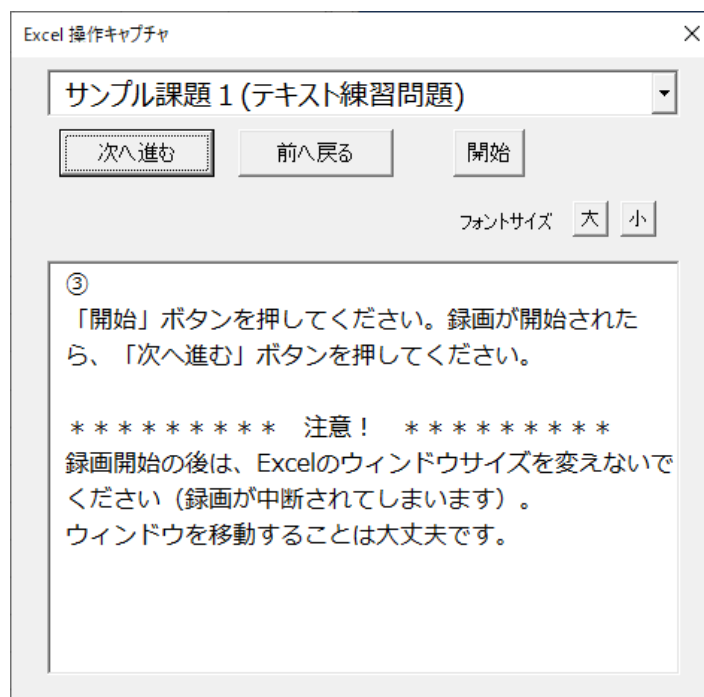 Excel 操作キャプチャ
サンプル課題１(テキスト練習問題)
次へ進む 前へ戻る 開始
フォントサイズ 大 小
③
「開始」ボタンを押してください。録画が開始された
ら、「次へ進む」ボタンを押してください。
＊＊＊＊＊＊＊＊＊　注意！　＊＊＊＊＊＊＊＊＊
録画開始の後は、Excelのウィンドウサイズを変えないで
ください（録画が中断されてしまいます）。
ウィンドウを移動することは大丈夫です。